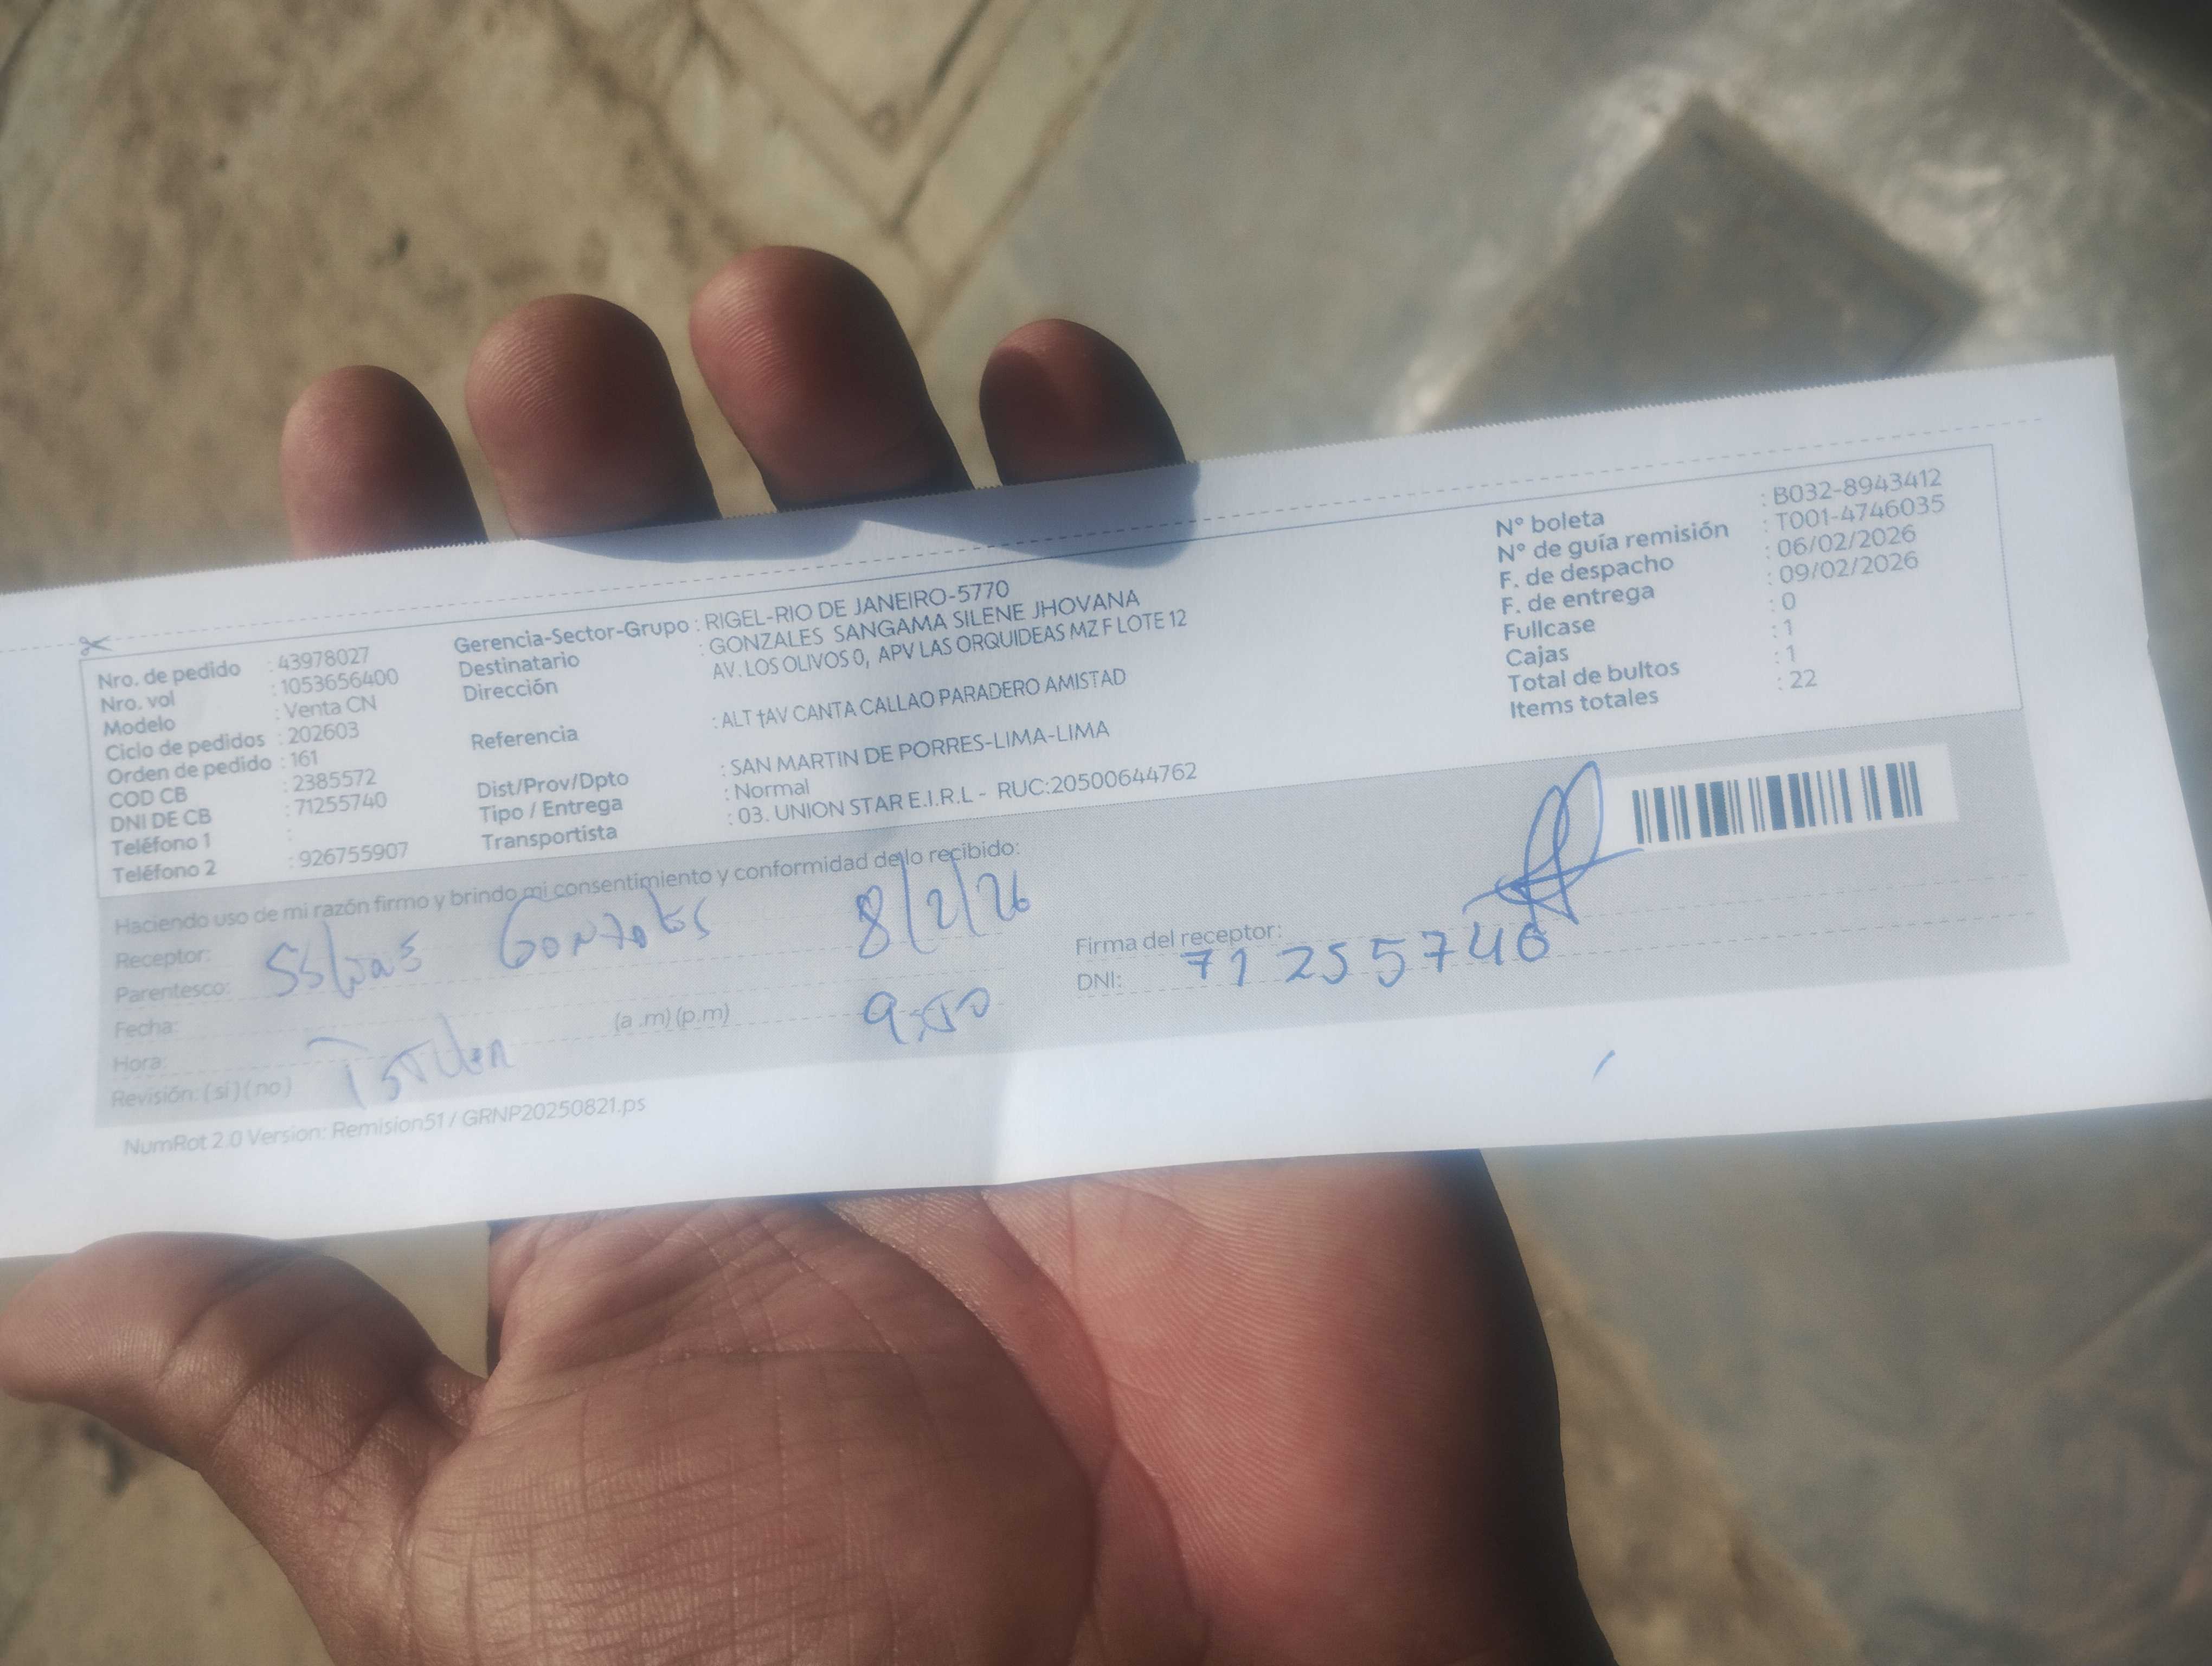 Nro. de pedido : 43978027
Nro. vol : 1053656400
Modelo : Venta CN
Ciclo de pedidos : 202603
Orden de pedido : 161
COD CB : 2385572
DNI DE CB : 71255740
Teléfono 1 :
Teléfono 2 : 926755907
Gerencia-Sector-Grupo : RIGEL-RIO DE JANEIRO-5770
Destinatario : GONZALES SANGAMA SILENE JHOVANA
Dirección AV. LOS OLIVOS 0, APV LAS ORQUIDEAS MZ F LOTE 12
Referencia : ALT †AV CANTA CALLAO PARADERO AMISTAD
Dist/Prov/Dpto : SAN MARTIN DE PORRES-LIMA-LIMA
Tipo / Entrega : Normal
Transportista : 03. UNION STAR E.I.R.L - RUC:20500644762
N° boleta : B032-8943412
N° de guía remisión : T001-4746035
F. de despacho : 06/02/2026
F. de entrega : 09/02/2026
Fullcase : 0
Cajas : 1
Total de bultos : 1
Items totales : 22
Haciendo uso de mi razón firmo y brindo mi consentimiento y conformidad de lo recibido:
Receptor:
Parentesco:
8/2/26
Fecha:
Hora: (a .m) (p.m)
Revisión: (si) (no)
Firma del receptor:
DNI: 71255740
NumRot 2.0 Version: Remision51 / GRNP20250821.ps